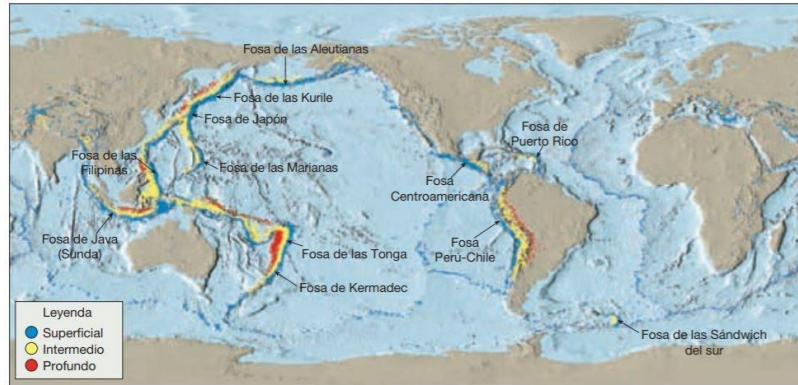 Fosa de las Aleutianas
Fosa de las Kurile
Fosa de Japón
Fosa de las
Filipinas
Fosa de las Marianas
Fosa de
Puerto Rico
Fosa
Centroamericana
Fosa de Java
(Sunda)
Fosa de las Tonga
Fosa
Perú-Chile
Fosa de Kermadec
Fosa de las Sándwich
del sur
Leyenda
Superficial
Intermedio
Profundo